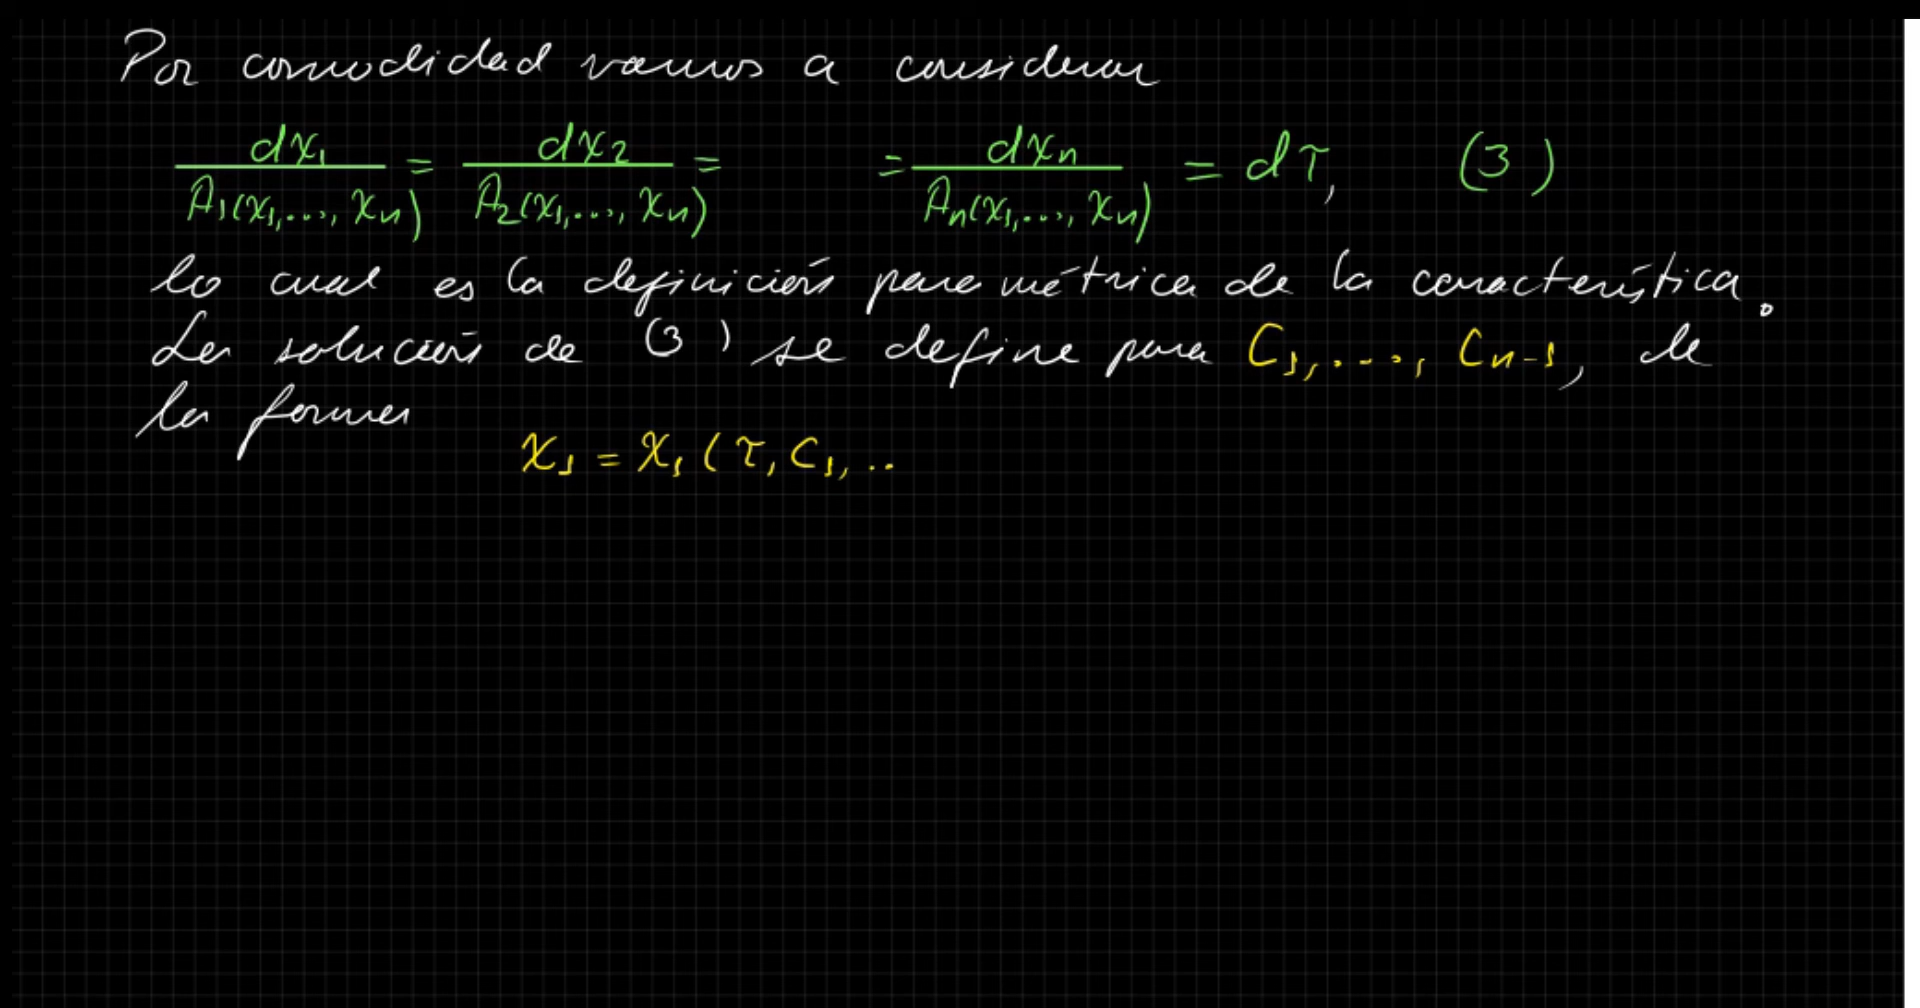 Por comodidad vamos a considerar
dx₁/A₁(x₁,..., xₙ) = dx₂/A₂(x₁,..., xₙ) = = dxₙ/Aₙ(x₁,..., xₙ) = dτ, (3)
lo cual es la definición paramétrica de la característica.
La solución de (3) se define para C₁,..., Cₙ₋₁, de
la forma
x₁ = x₁(τ, C₁, ..